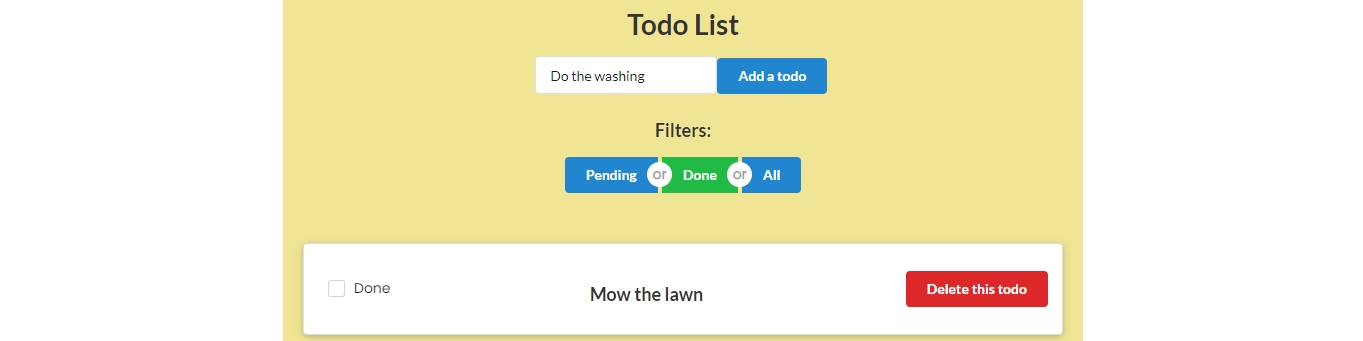 Todo List
Do the washing Add a todo
Filters:
Pending or Done or All
Done Mow the lawn Delete this todo